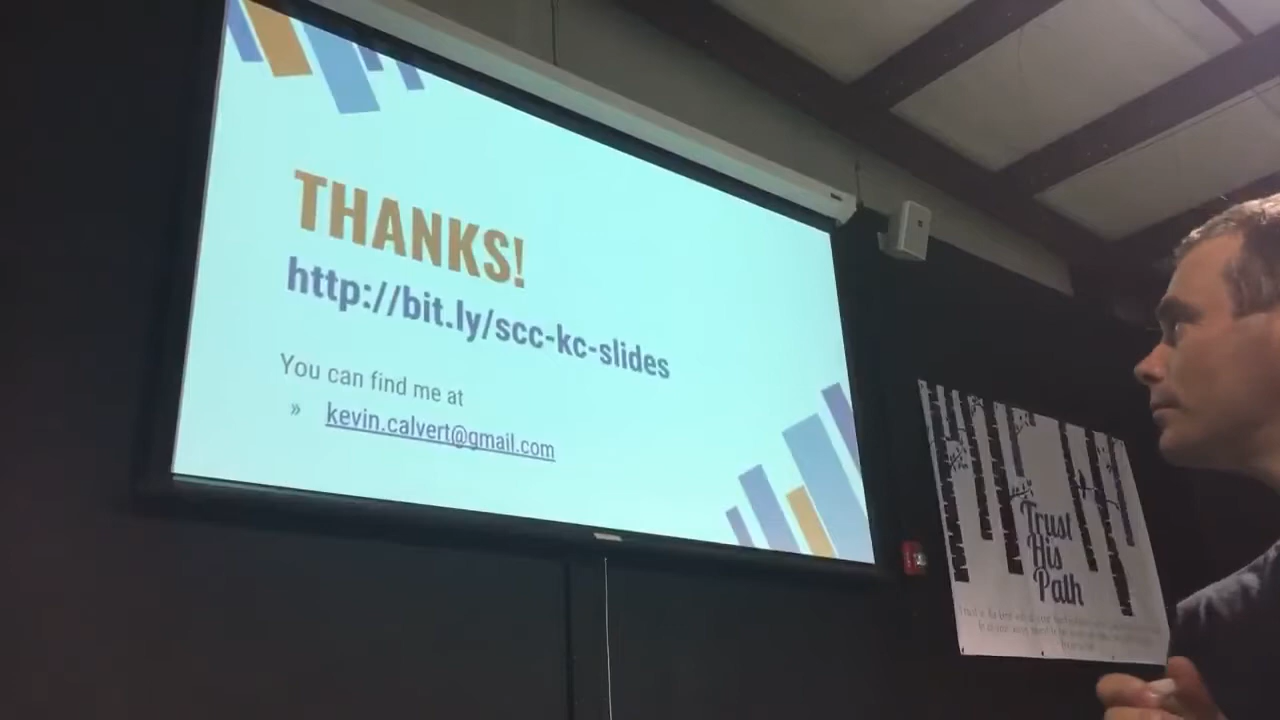 THANKS!
http://bit.ly/scc-kc-slides
You can find me at
» kevin.calvert@gmail.com
Trust
His
Path